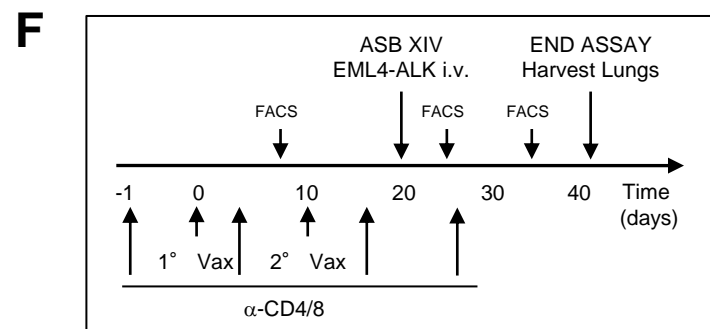 F
ASB XIV
EML4-ALK i.v.
END ASSAY
Harvest Lungs
FACS
FACS
FACS
-1 0 10 20 30 40 Time
(days)
1° Vax 2° Vax
α-CD4/8